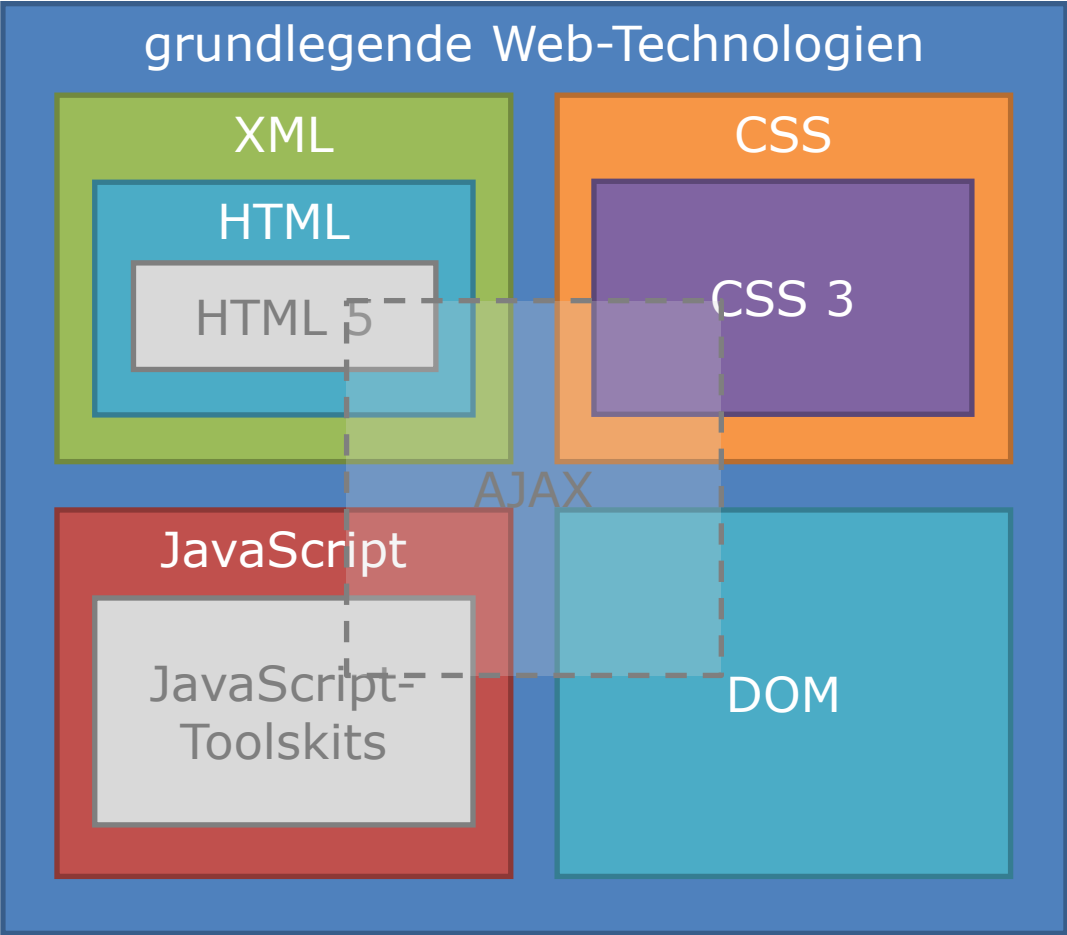 grundlegende Web-Technologien
XML
HTML
HTML 5
CSS
CSS 3
AJAX
JavaScript
JavaScript-
Toolskits
DOM